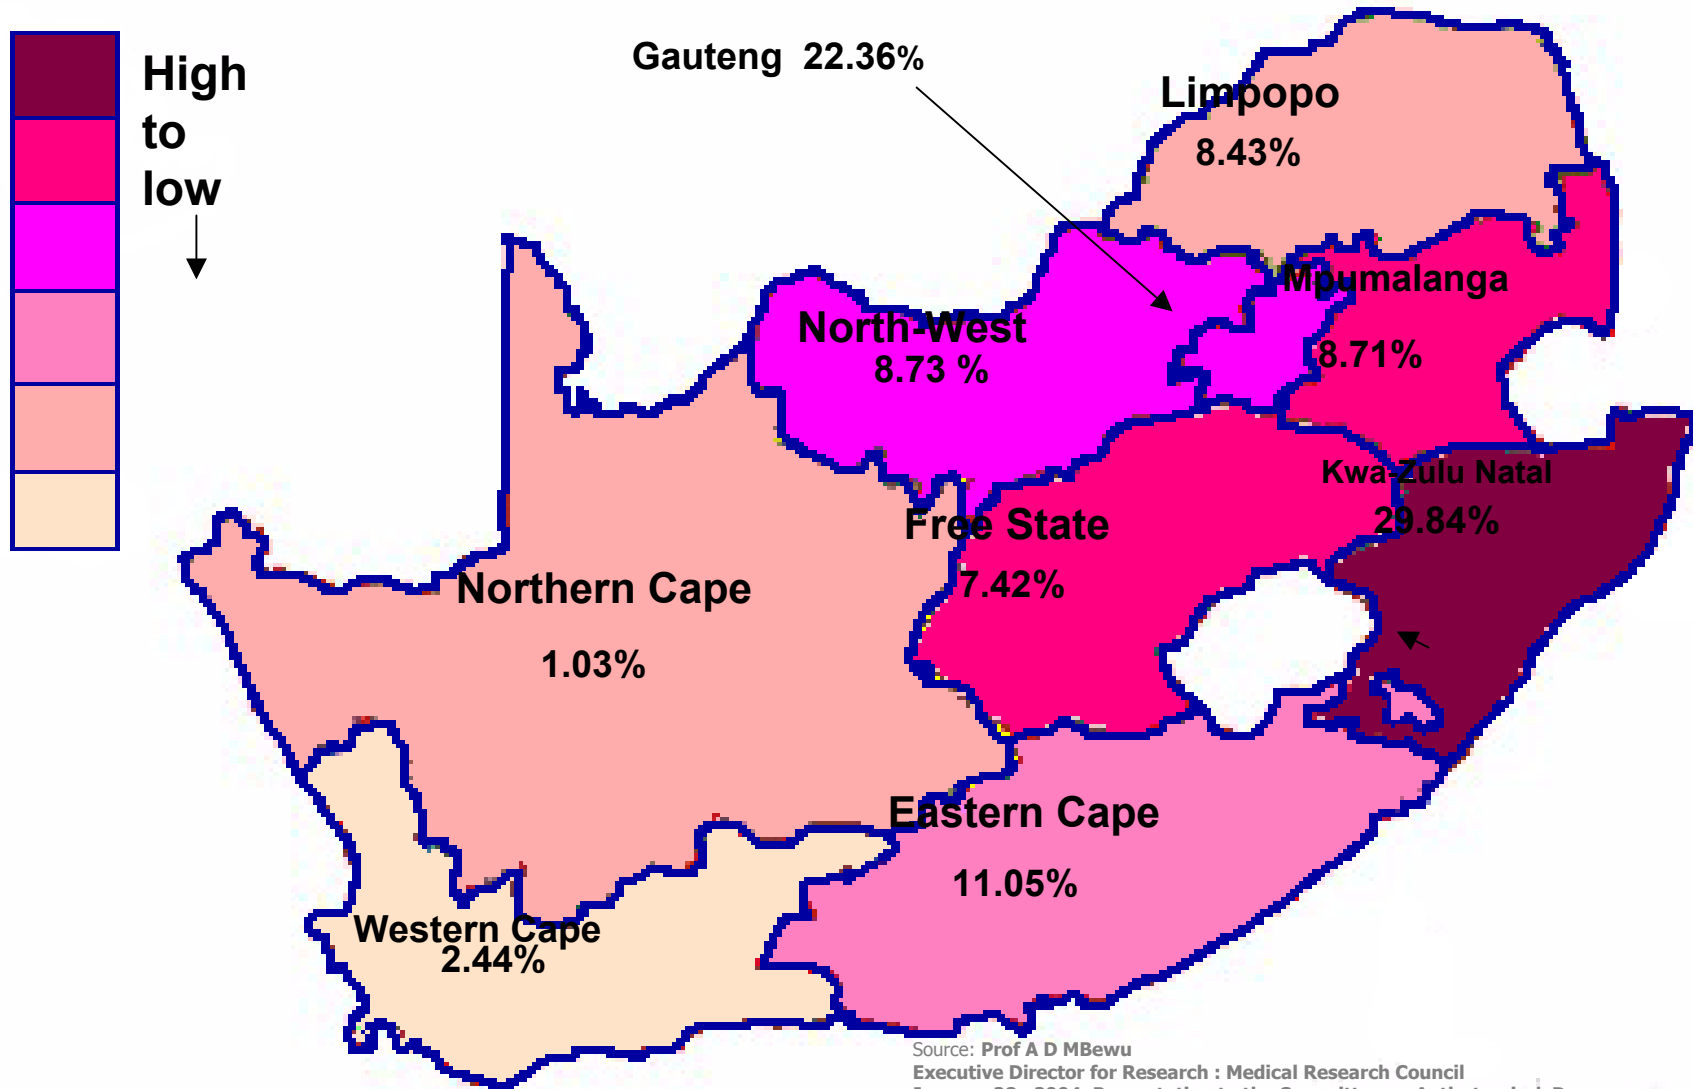 High
to
low
Gauteng 22.36%
Limpopo
8.43%
Mpumalanga
8.71%
North-West
8.73 %
Kwa-Zulu Natal
29.84%
Free State
7.42%
Northern Cape
1.03%
Eastern Cape
11.05%
Western Cape
2.44%
Source: Prof A D MBewu
Executive Director for Research : Medical Research Council